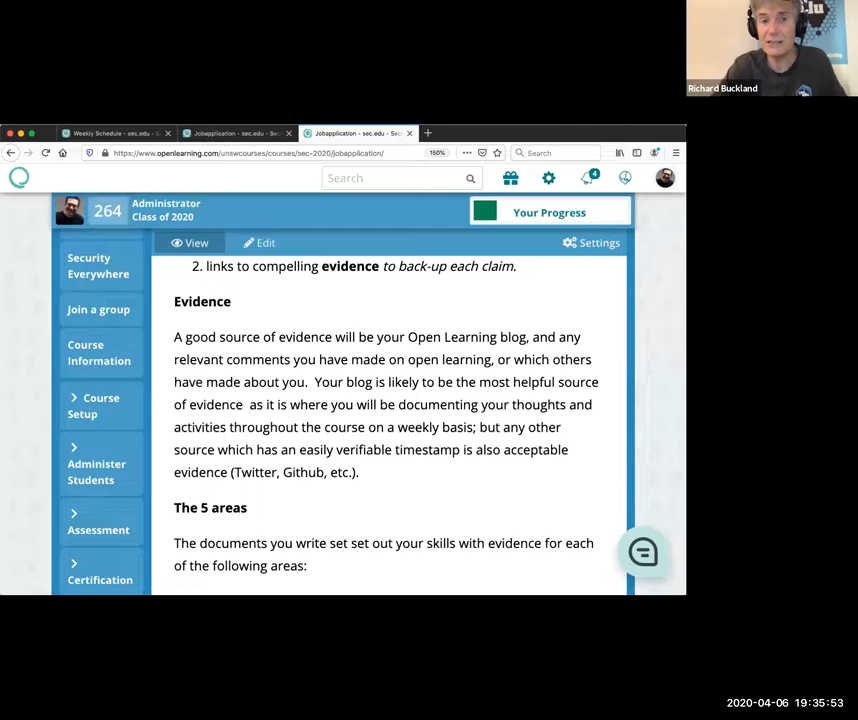 Richard Buckland
Weekly Schedule - sec.edu - S
Jobapplication - sec.edu - Sec
Jobapplication - sec.edu - Sec
https://www.openlearning.com/unswcourses/courses/sec-2020/jobapplication/
150%
Search
Search
4
264
Administrator
Class of 2020
Your Progress
View
Edit
Settings
Security
Everywhere
Join a group
Course
Information
Course
Setup
Administer
Students
Assessment
Certification
2. links to compelling evidence to back-up each claim.
Evidence
A good source of evidence will be your Open Learning blog, and any
relevant comments you have made on open learning, or which others
have made about you. Your blog is likely to be the most helpful source
of evidence as it is where you will be documenting your thoughts and
activities throughout the course on a weekly basis; but any other
source which has an easily verifiable timestamp is also acceptable
evidence (Twitter, Github, etc.).
The 5 areas
The documents you write set set out your skills with evidence for each
of the following areas:
2020-04-06 19:35:53